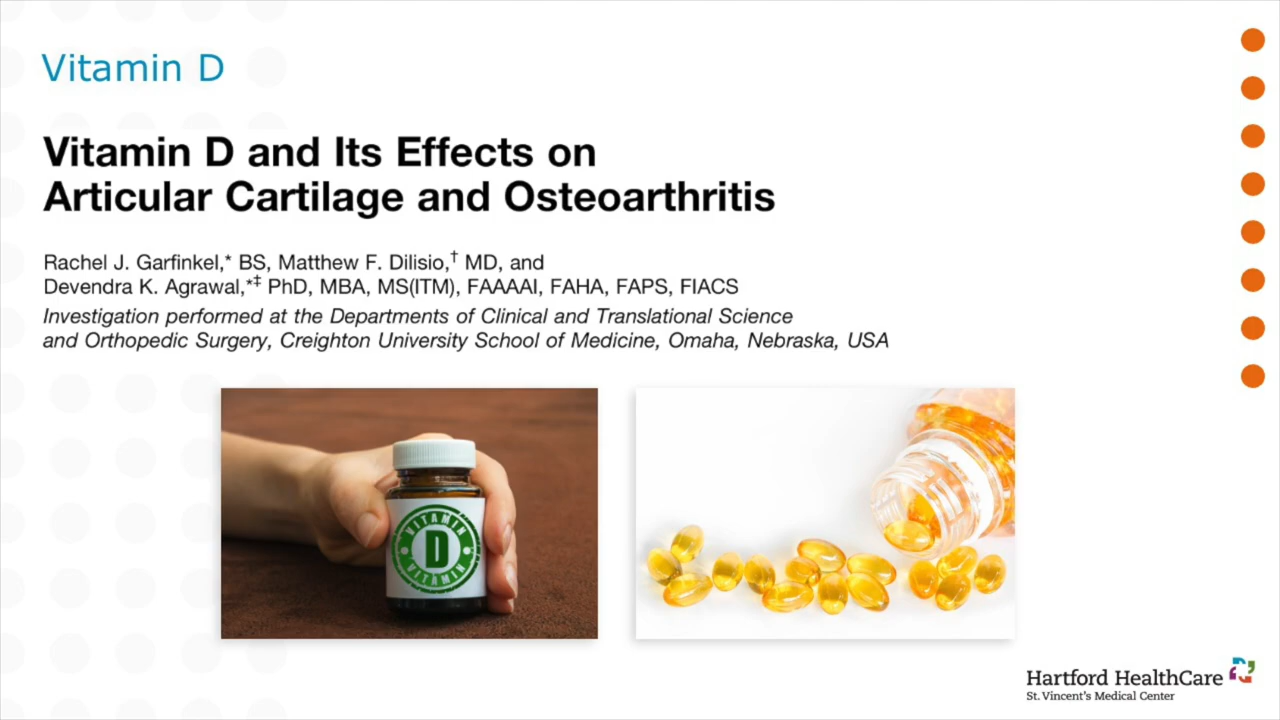 Vitamin D
Vitamin D and Its Effects on
Articular Cartilage and Osteoarthritis
Rachel J. Garfinkel,* BS, Matthew F. Dilisio,† MD, and
Devendra K. Agrawal,*‡ PhD, MBA, MS(ITM), FAAAAI, FAHA, FAPS, FIACS
Investigation performed at the Departments of Clinical and Translational Science
and Orthopedic Surgery, Creighton University School of Medicine, Omaha, Nebraska, USA
VITAMIN
D
VITAMIN
Hartford HealthCare
St. Vincent's Medical Center